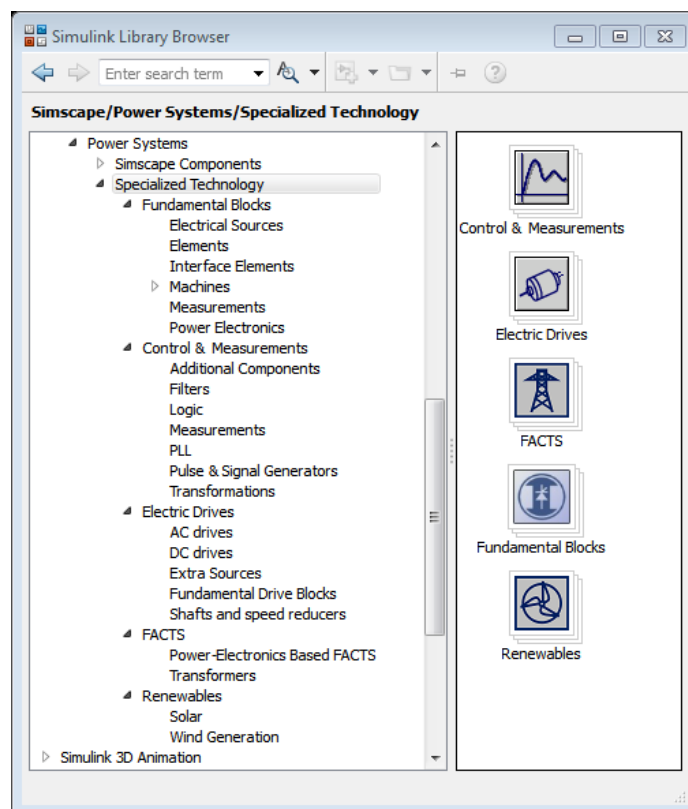 Simulink Library Browser
Enter search term
Simscape/Power Systems/Specialized Technology
Power Systems
Simscape Components
Specialized Technology
Fundamental Blocks
Electrical Sources
Elements
Interface Elements
Machines
Measurements
Power Electronics
Control & Measurements
Additional Components
Filters
Logic
Measurements
PLL
Pulse & Signal Generators
Transformations
Electric Drives
AC drives
DC drives
Extra Sources
Fundamental Drive Blocks
Shafts and speed reducers
FACTS
Power-Electronics Based FACTS
Transformers
Renewables
Solar
Wind Generation
Simulink 3D Animation
Control & Measurements
Electric Drives
FACTS
Fundamental Blocks
Renewables